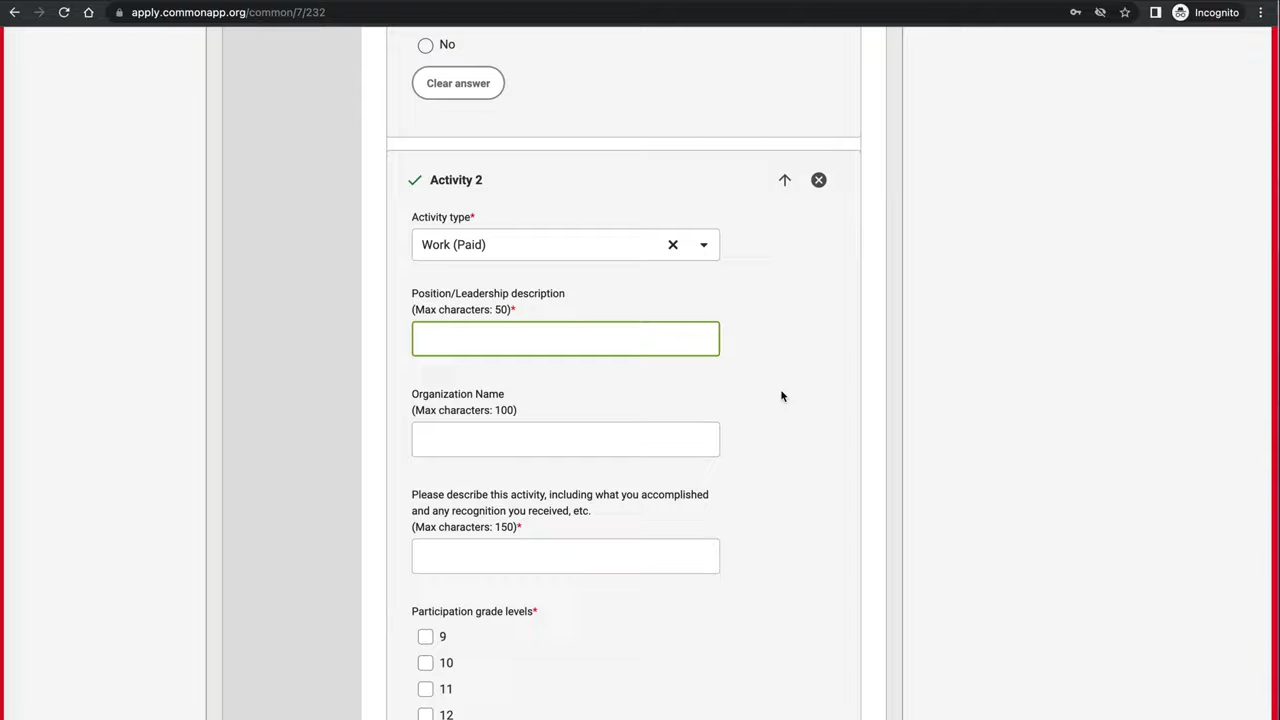 apply.commonapp.org/common/7/232
Incognito
No
Clear answer
Activity 2
Activity type*
Work (Paid)
Position/Leadership description
(Max characters: 50)*
Organization Name
(Max characters: 100)
Please describe this activity, including what you accomplished
and any recognition you received, etc.
(Max characters: 150)*
Participation grade levels*
9
10
11
12